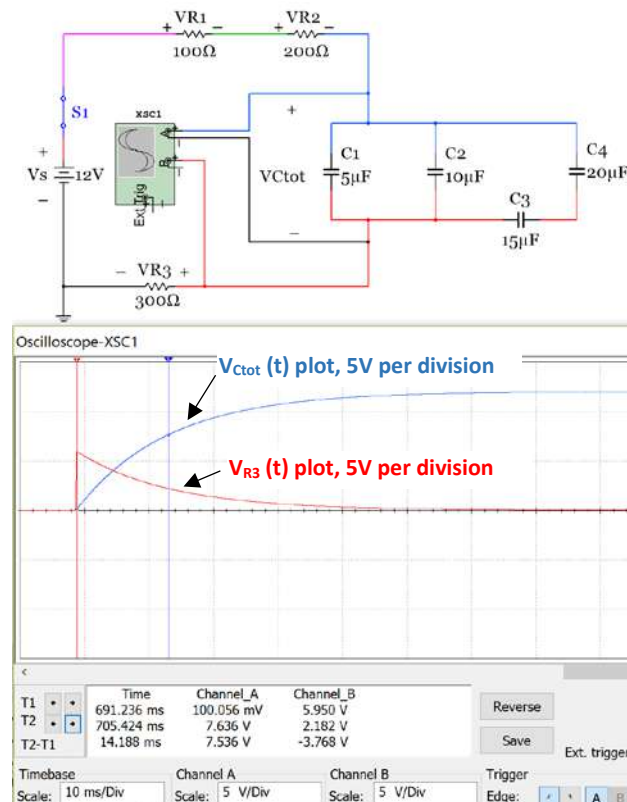 VR1 VR2
+ − + −
100Ω 200Ω
S1
xsc1
+
C1 C2 C4
+
Vs 12V
−
Ext Trig
VCtot
5µF 10µF 20µF
C3
15µF
−
− VR3 +
300Ω
Oscilloscope-XSC1
VCtot (t) plot, 5V per division
VR3 (t) plot, 5V per division
Time Channel_A Channel_B
T1 691.236 ms 100.056 mV 5.950 V
T2 705.424 ms 7.636 V 2.182 V
T2-T1 14.188 ms 7.536 V -3.768 V
Reverse
Save
Ext. trigger
Timebase Channel A Channel B Trigger
Scale: 10 ms/Div Scale: 5 V/Div Scale: 5 V/Div Edge: A B